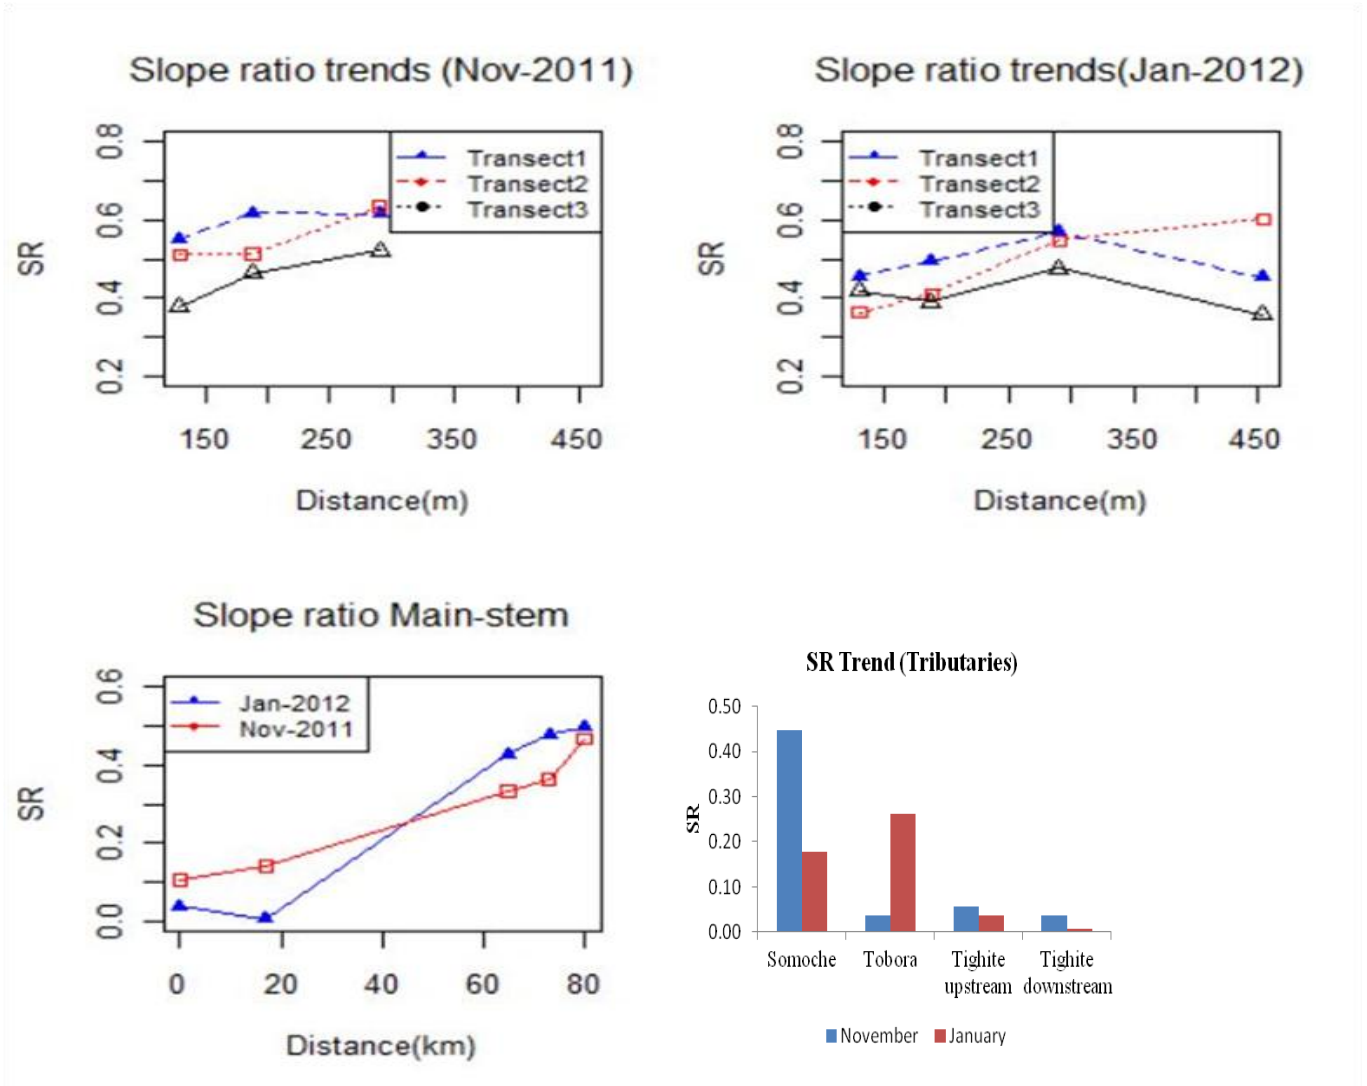 Slope ratio trends (Nov-2011)
0.8
0.6
0.4
0.2
SR
Transect1
Transect2
Transect3
150 250 350 450
Distance(m)
Slope ratio trends(Jan-2012)
0.8
0.6
0.4
0.2
SR
Transect1
Transect2
Transect3
150 250 350 450
Distance(m)
Slope ratio Main-stem
0.6
0.4
0.2
0.0
SR
Jan-2012
Nov-2011
0 20 40 60 80
Distance(km)
SR Trend (Tributaries)
0.50
0.40
0.30
0.20
0.10
0.00
SR
Somoche Tobora Tighite Tighite
upstream downstream
November January